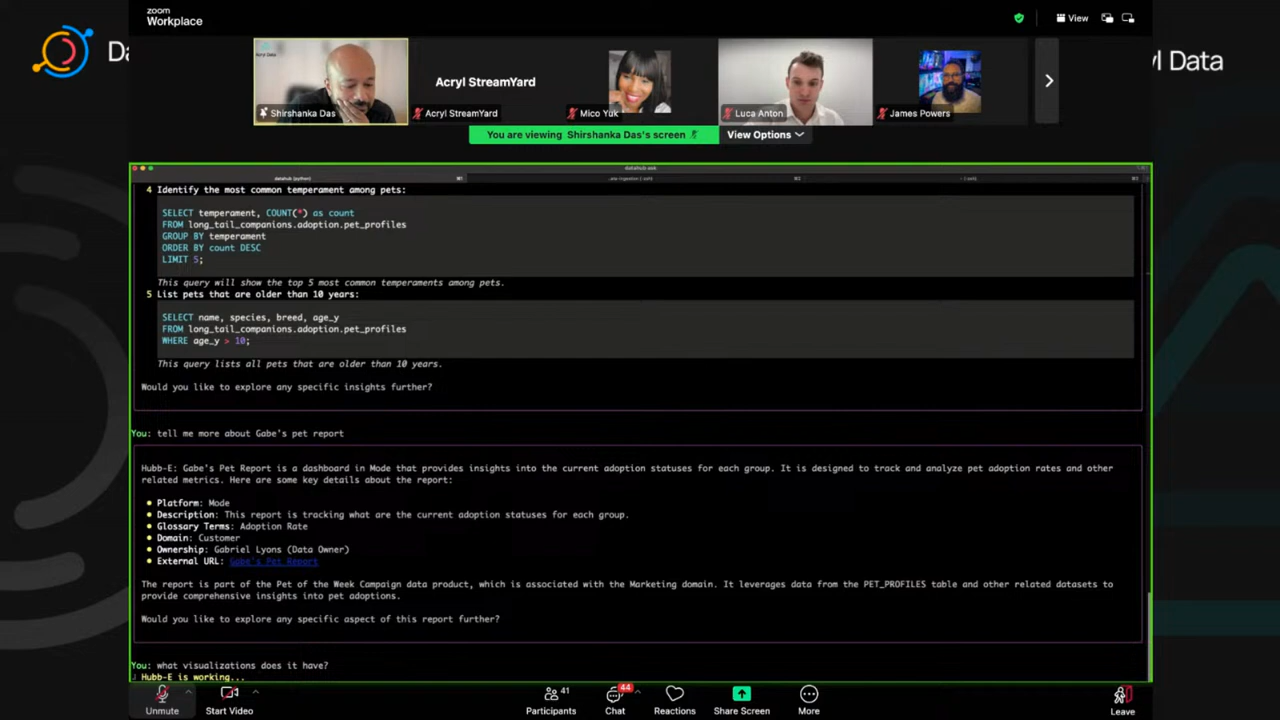 zoom
Workplace
View
Da
yl Data
Acryl Data
Acryl StreamYard
Shirshanka Das
Acryl StreamYard
Mico Yuk
Luca Anton
James Powers
You are viewing Shirshanka Das's screen
View Options
datahub (python)
4 Identify the most common temperament among pets:
SELECT temperament, COUNT(*) as count
FROM long_tail_companions.adoption.pet_profiles
GROUP BY temperament
ORDER BY count DESC
LIMIT 5;
This query will show the top 5 most common temperaments among pets.
5 List pets that are older than 10 years:
SELECT name, species, breed, age_y
FROM long_tail_companions.adoption.pet_profiles
WHERE age_y > 10;
This query lists all pets that are older than 10 years.
Would you like to explore any specific insights further?
You: tell me more about Gabe's pet report
Hubb-E: Gabe's Pet Report is a dashboard in Mode that provides insights into the current adoption statuses for each group. It is designed to track and analyze pet adoption rates and other
related metrics. Here are some key details about the report:
• Platform: Mode
• Description: This report is tracking what are the current adoption statuses for each group.
• Glossary Terms: Adoption Rate
• Domain: Customer
• Ownership: Gabriel Lyons (Data Owner)
• External URL: Gabe's Pet Report
The report is part of the Pet of the Week Campaign data product, which is associated with the Marketing domain. It leverages data from the PET_PROFILES table and other related datasets to
provide comprehensive insights into pet adoptions.
Would you like to explore any specific aspect of this report further?
You: what visualizations does it have?
Hubb-E is working...
Unmute
Start Video
41
Participants
44
Chat
Reactions
Share Screen
More
Leave